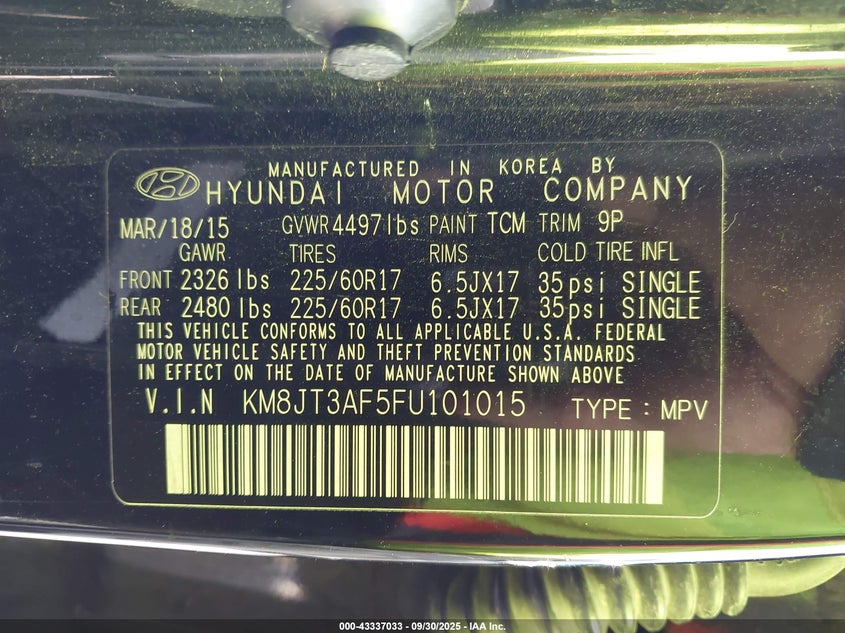 MANUFACTURED IN KOREA BY
HYUNDAI MOTOR COMPANY
MAR/18/15 GVWR 4497lbs PAINT TCM TRIM 9P
GAWR TIRES RIMS COLD TIRE INFL
FRONT 2326 lbs 225/60R17 6.5JX17 35psi SINGLE
REAR 2480 lbs 225/60R17 6.5JX17 35psi SINGLE
THIS VEHICLE CONFORMS TO ALL APPLICABLE U.S.A. FEDERAL
MOTOR VEHICLE SAFETY AND THEFT PREVENTION STANDARDS
IN EFFECT ON THE DATE OF MANUFACTURE SHOWN ABOVE
V.I.N KM8JT3AF5FU101015 TYPE : MPV
000-43337033 - 09/30/2025 - IAA Inc.